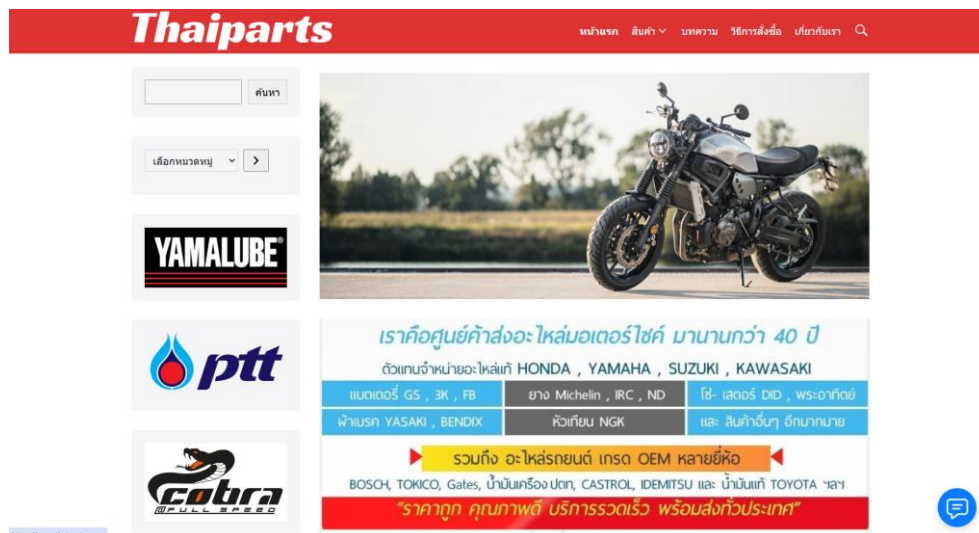 Thaiparts
หน้าแรก สินค้า บทความ วิธีการสั่งซื้อ เกี่ยวกับเรา
ค้นหา
เลือกหมวดหมู่
YAMALUBE®
ptt
Cobra
@FULL SPEED
เราคือศูนย์ค้าส่งอะไหล่มอเตอร์ไซค์ มานานกว่า 40 ปี
ตัวแทนจำหน่ายอะไหล่แท้ HONDA , YAMAHA , SUZUKI , KAWASAKI
แบตเตอรี่ GS , 3K , FB ยาง Michelin , IRC , ND โซ่- สเตอร์ DID , พระอาทิตย์
ผ้าเบรค YASAKI , BENDIX หัวเทียน NGK และ สินค้าอื่นๆ อีกมากมาย
รวมถึง อะไหล่รถยนต์ เกรด OEM หลายยี่ห้อ
BOSCH, TOKICO, Gates, น้ำมันเครื่อง ปตท, CASTROL, IDEMITSU และ น้ำมันแท้ TOYOTA ฯลฯ
"ราคาถูก คุณภาพดี บริการรวดเร็ว พร้อมส่งทั่วประเทศ"